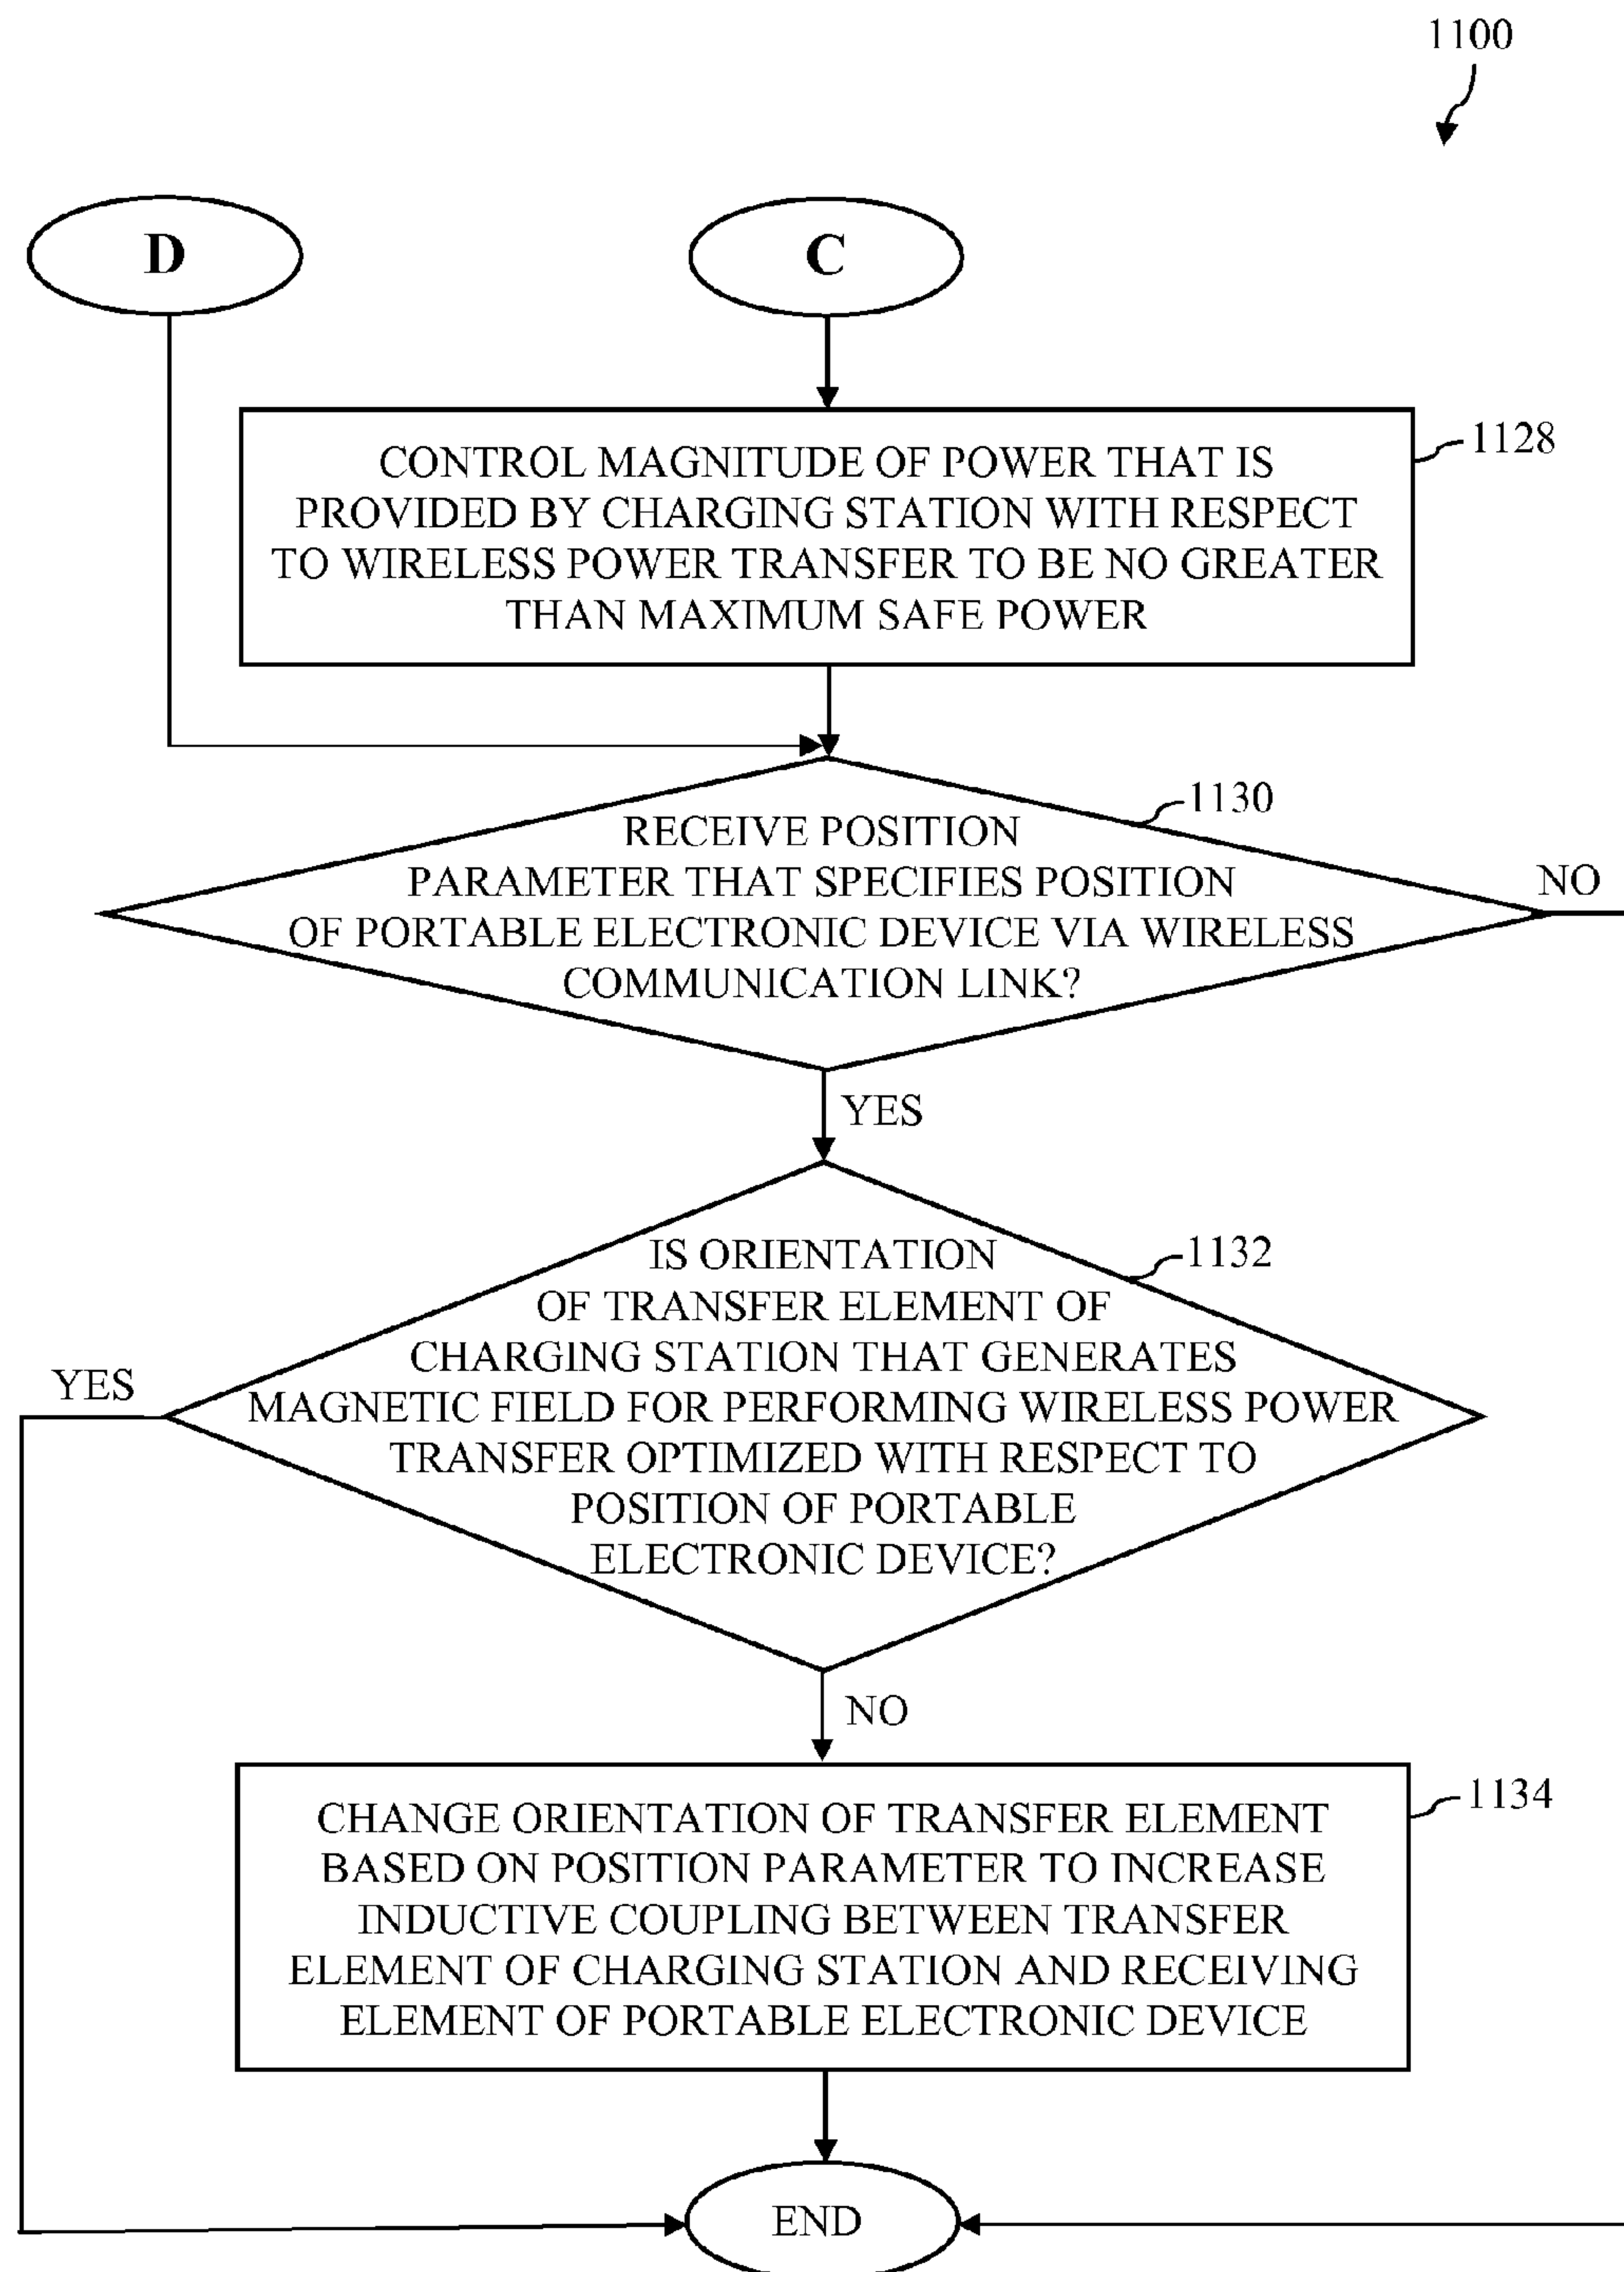 1100
D
C
CONTROL MAGNITUDE OF POWER THAT IS
PROVIDED BY CHARGING STATION WITH RESPECT
TO WIRELESS POWER TRANSFER TO BE NO GREATER
THAN MAXIMUM SAFE POWER
1128
RECEIVE POSITION
PARAMETER THAT SPECIFIES POSITION
OF PORTABLE ELECTRONIC DEVICE VIA WIRELESS
COMMUNICATION LINK?
1130
NO
YES
IS ORIENTATION
OF TRANSFER ELEMENT OF
CHARGING STATION THAT GENERATES
MAGNETIC FIELD FOR PERFORMING WIRELESS POWER
TRANSFER OPTIMIZED WITH RESPECT TO
POSITION OF PORTABLE
ELECTRONIC DEVICE?
1132
YES
NO
CHANGE ORIENTATION OF TRANSFER ELEMENT
BASED ON POSITION PARAMETER TO INCREASE
INDUCTIVE COUPLING BETWEEN TRANSFER
ELEMENT OF CHARGING STATION AND RECEIVING
ELEMENT OF PORTABLE ELECTRONIC DEVICE
1134
END